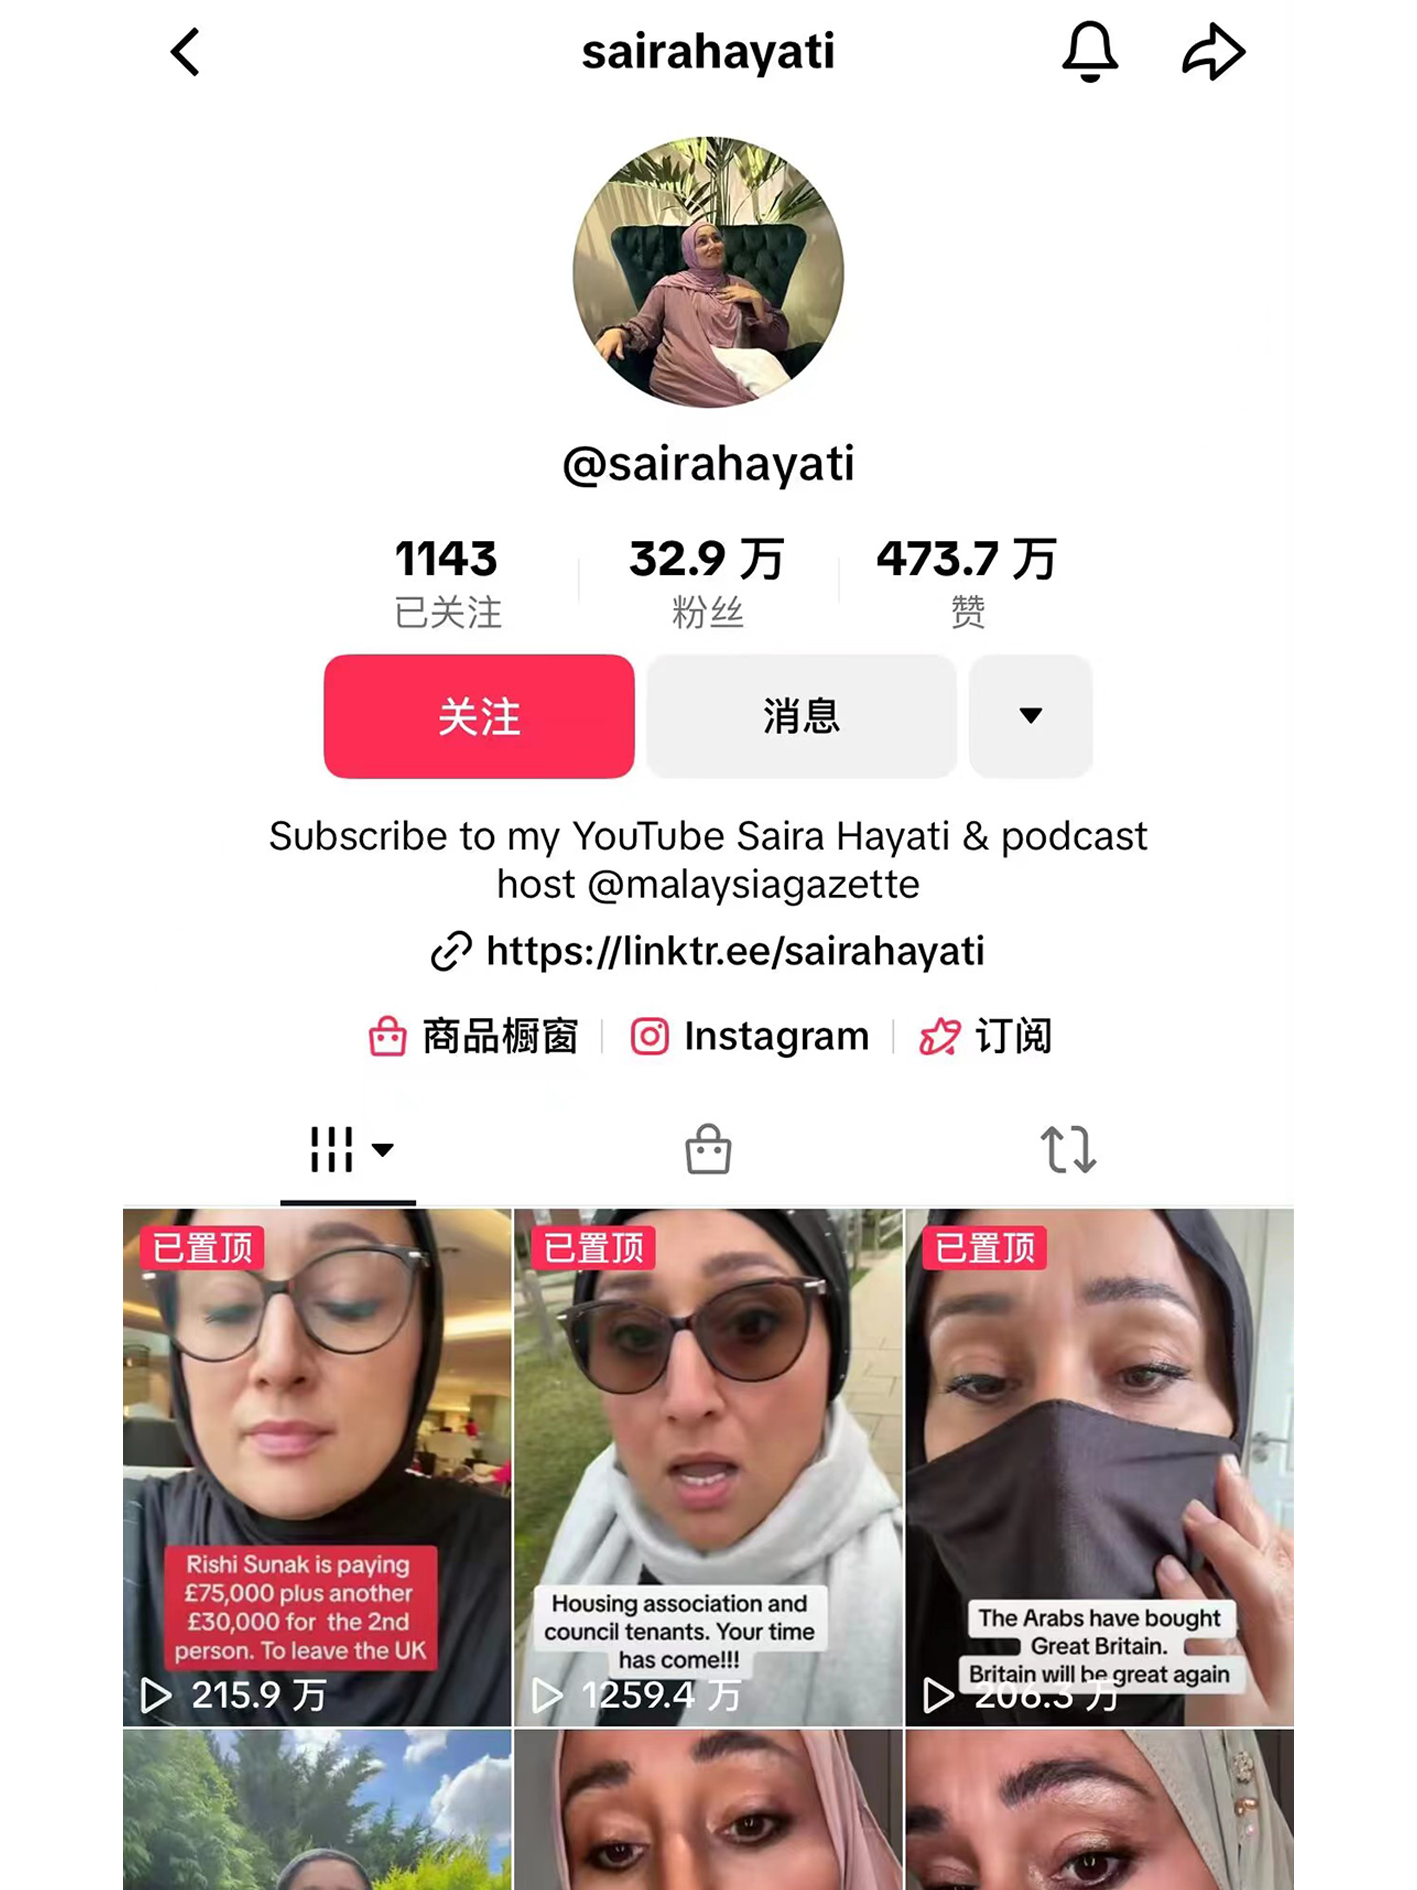 sairahayati
@sairahayati
1143
已关注
32.9 万
粉丝
473.7 万
赞
关注
消息
Subscribe to my YouTube Saira Hayati & podcast
host @malaysiagazette
https://linktr.ee/sairahayati
商品橱窗
Instagram
订阅
已置顶
Rishi Sunak is paying
£75,000 plus another
£30,000 for the 2nd
person. To leave the UK
215.9 万
已置顶
Housing association and
council tenants. Your time
has come!!!
1259.4 万
已置顶
The Arabs have bought
Great Britain.
Britain will be great again
206.3 万